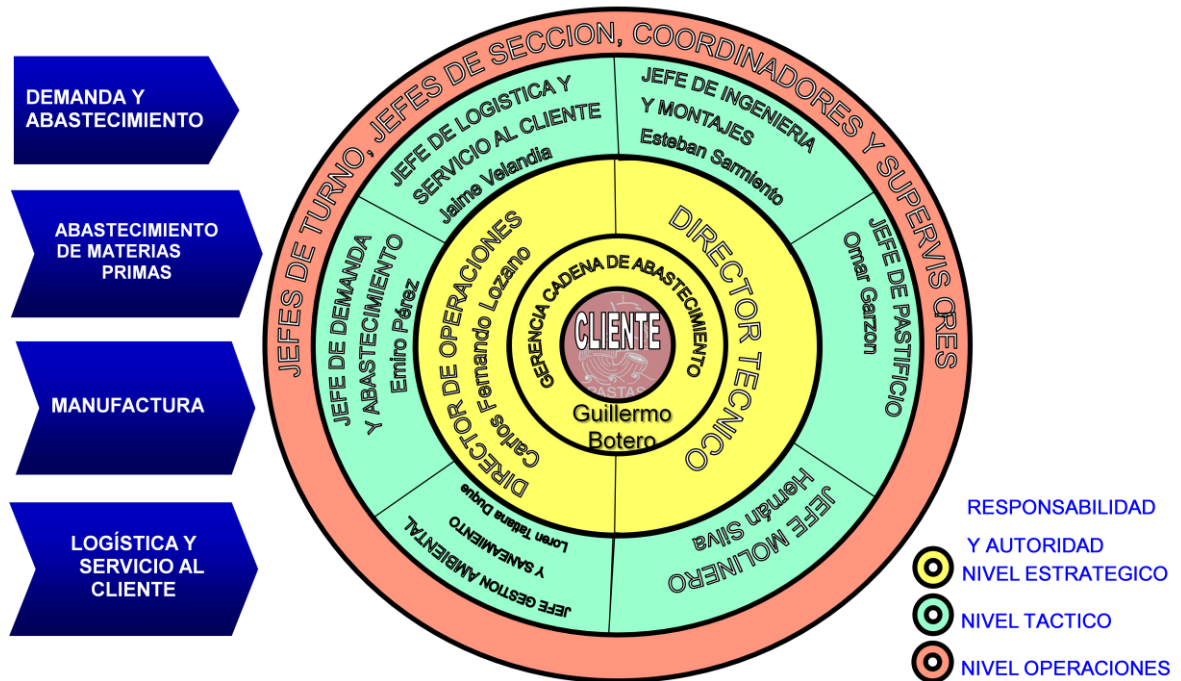 DEMANDA Y
ABASTECIMIENTO
ABASTECIMIENTO
DE MATERIAS
PRIMAS
MANUFACTURA
LOGÍSTICA Y
SERVICIO AL
CLIENTE
JEFES DE TURNO, JEFES DE SECCION, COORDINADORES Y SUPERVISORES
JEFE DE LOGISTICA Y
SERVICIO AL CLIENTE
Jaime Velandia
JEFE DE INGENIERIA
Y MONTAJES
Esteban Sarmiento
JEFE DE DEMANDA
Y ABASTECIMIENTO
Emiro Pérez
JEFE DE PASTIFICIO
Omar Garzon
DIRECTOR DE OPERACIONES
Carlos Fernando Lozano
DIRECTOR TECNICO
GERENCIA CADENA DE ABASTECIMIENTO
CLIENTE
PASTAS
Guillermo
Botero
JEFE GESTION AMBIENTAL
Y SANEAMIENTO
Loren Tatiana Duque
JEFE MOLINERO
Hernán Silva
RESPONSABILIDAD
Y AUTORIDAD
NIVEL ESTRATEGICO
NIVEL TACTICO
NIVEL OPERACIONES